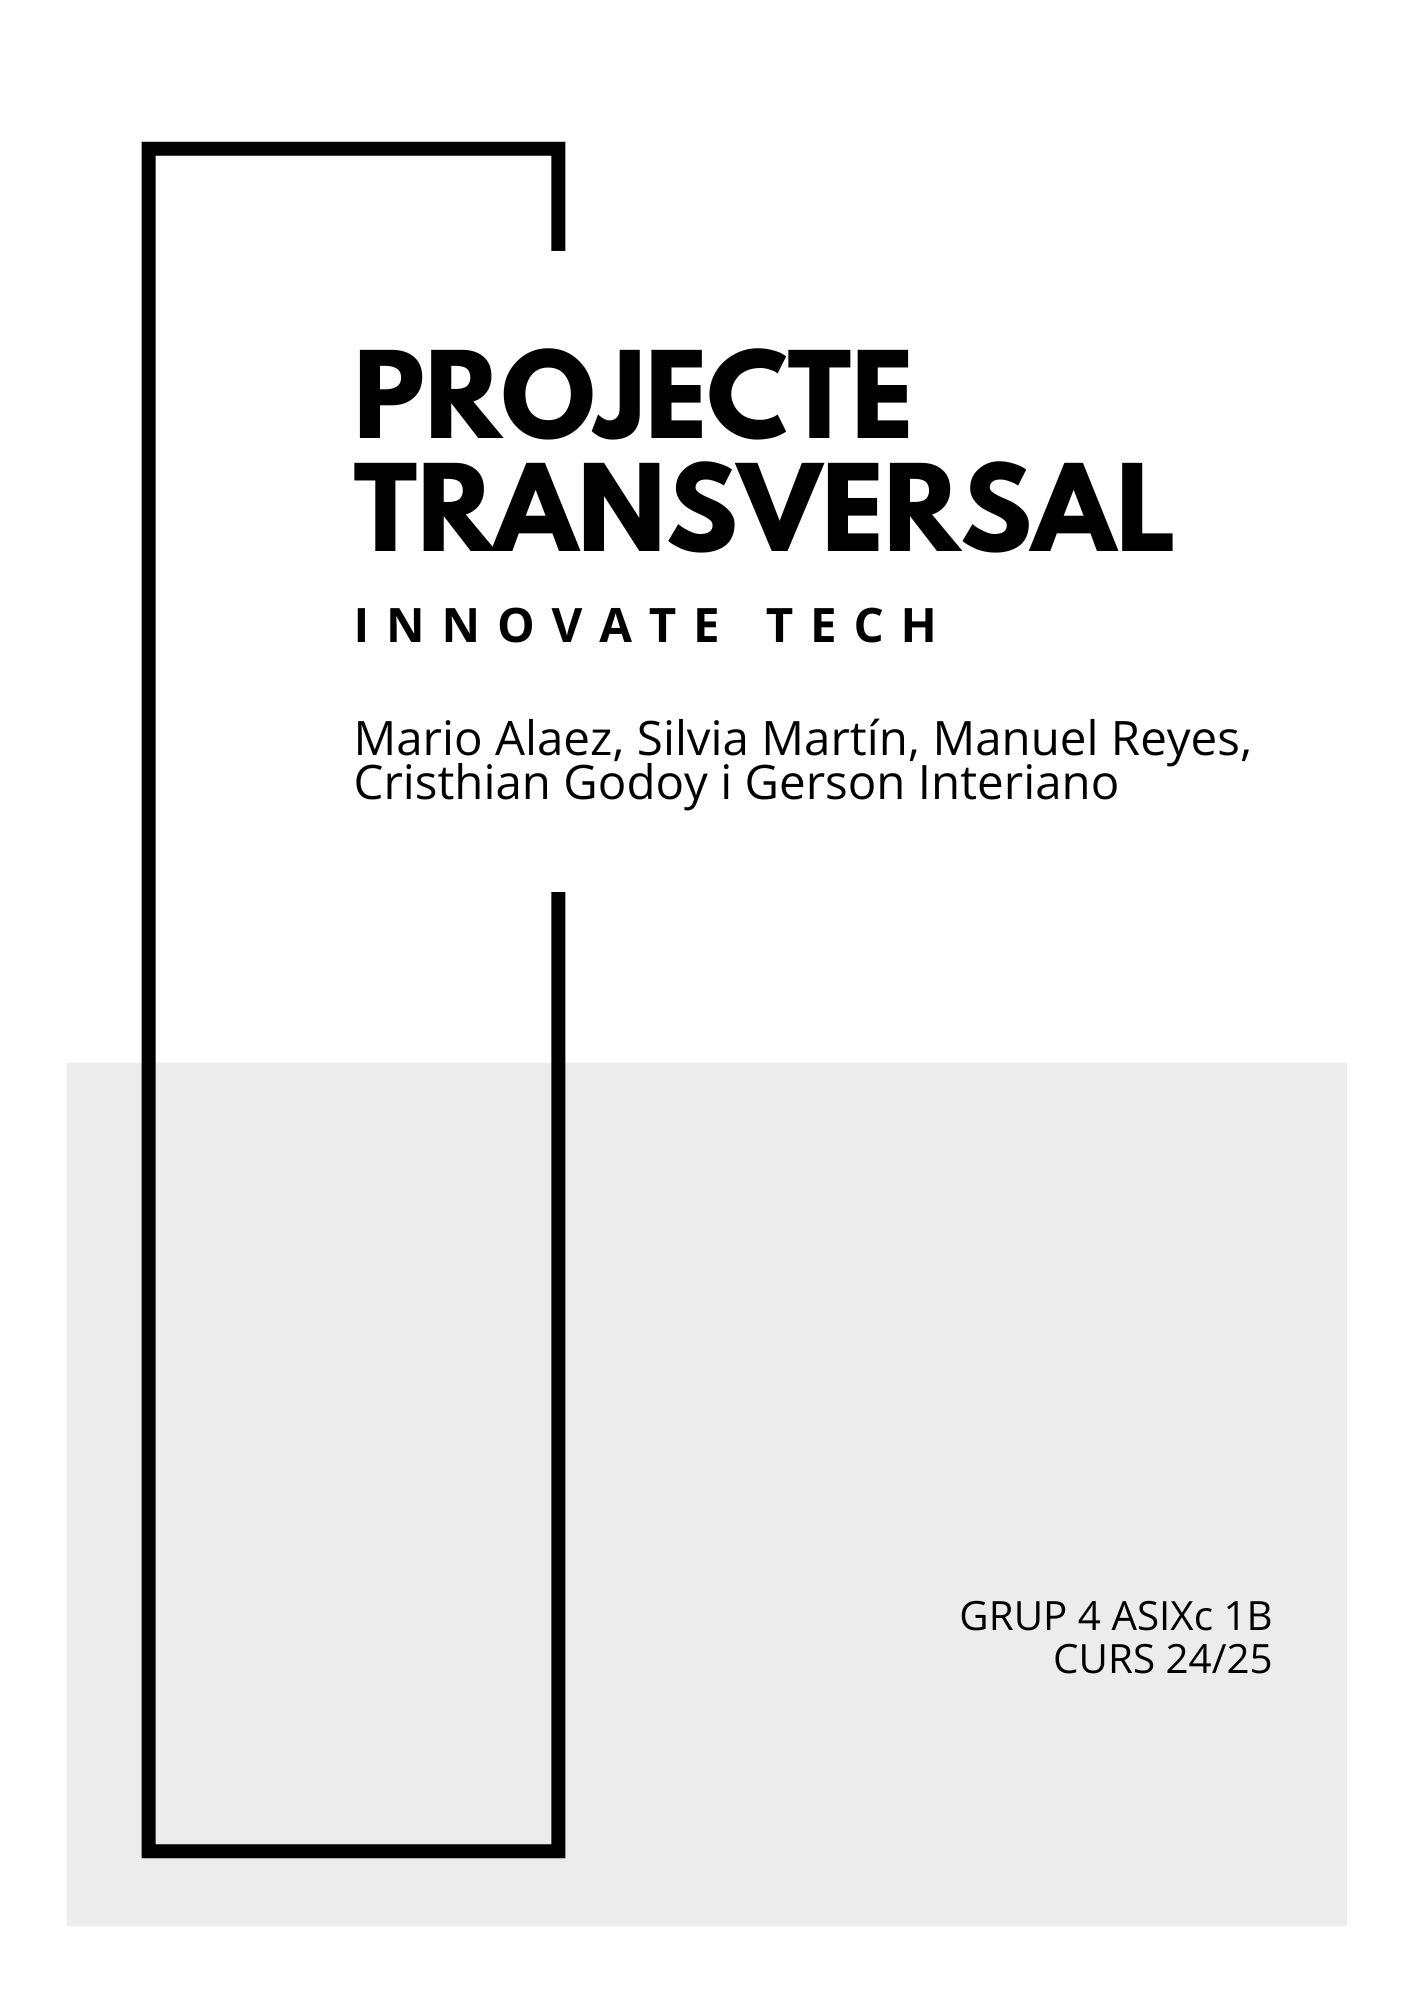 PROJECTE
TRANSVERSAL
INNOVATE TECH
Mario Alaez, Silvia Martín, Manuel Reyes,
Cristhian Godoy i Gerson Interiano
GRUP 4 ASIXc 1B
CURS 24/25